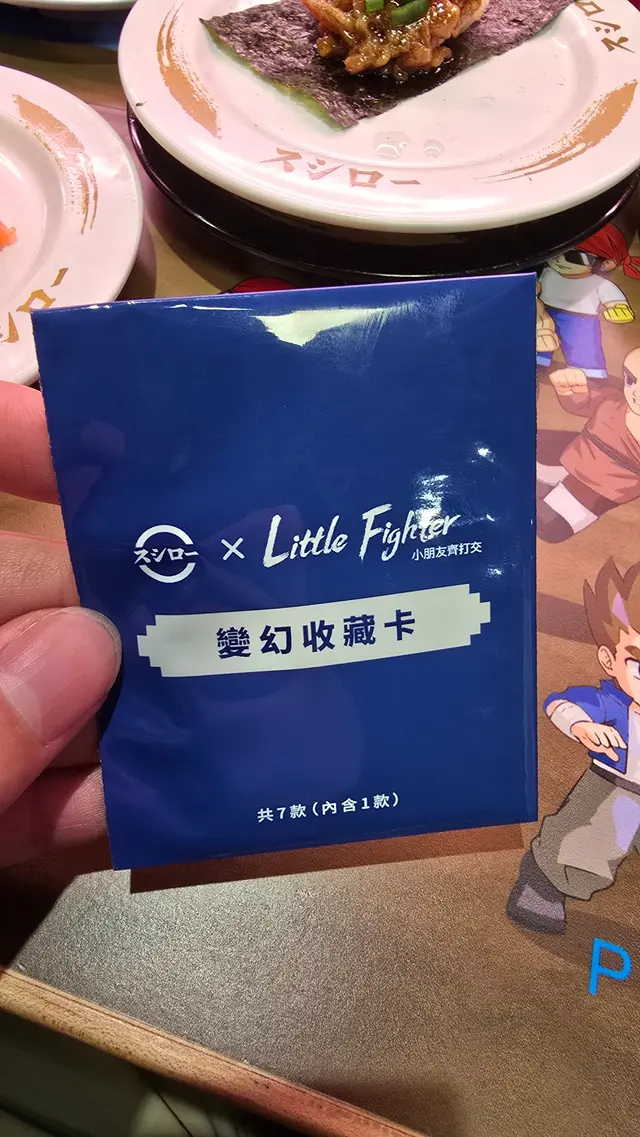 スシロー
スシロー
シロー
スシロー × Little Fighter
小朋友齊打交
變幻收藏卡
共7款（內含1款）
P